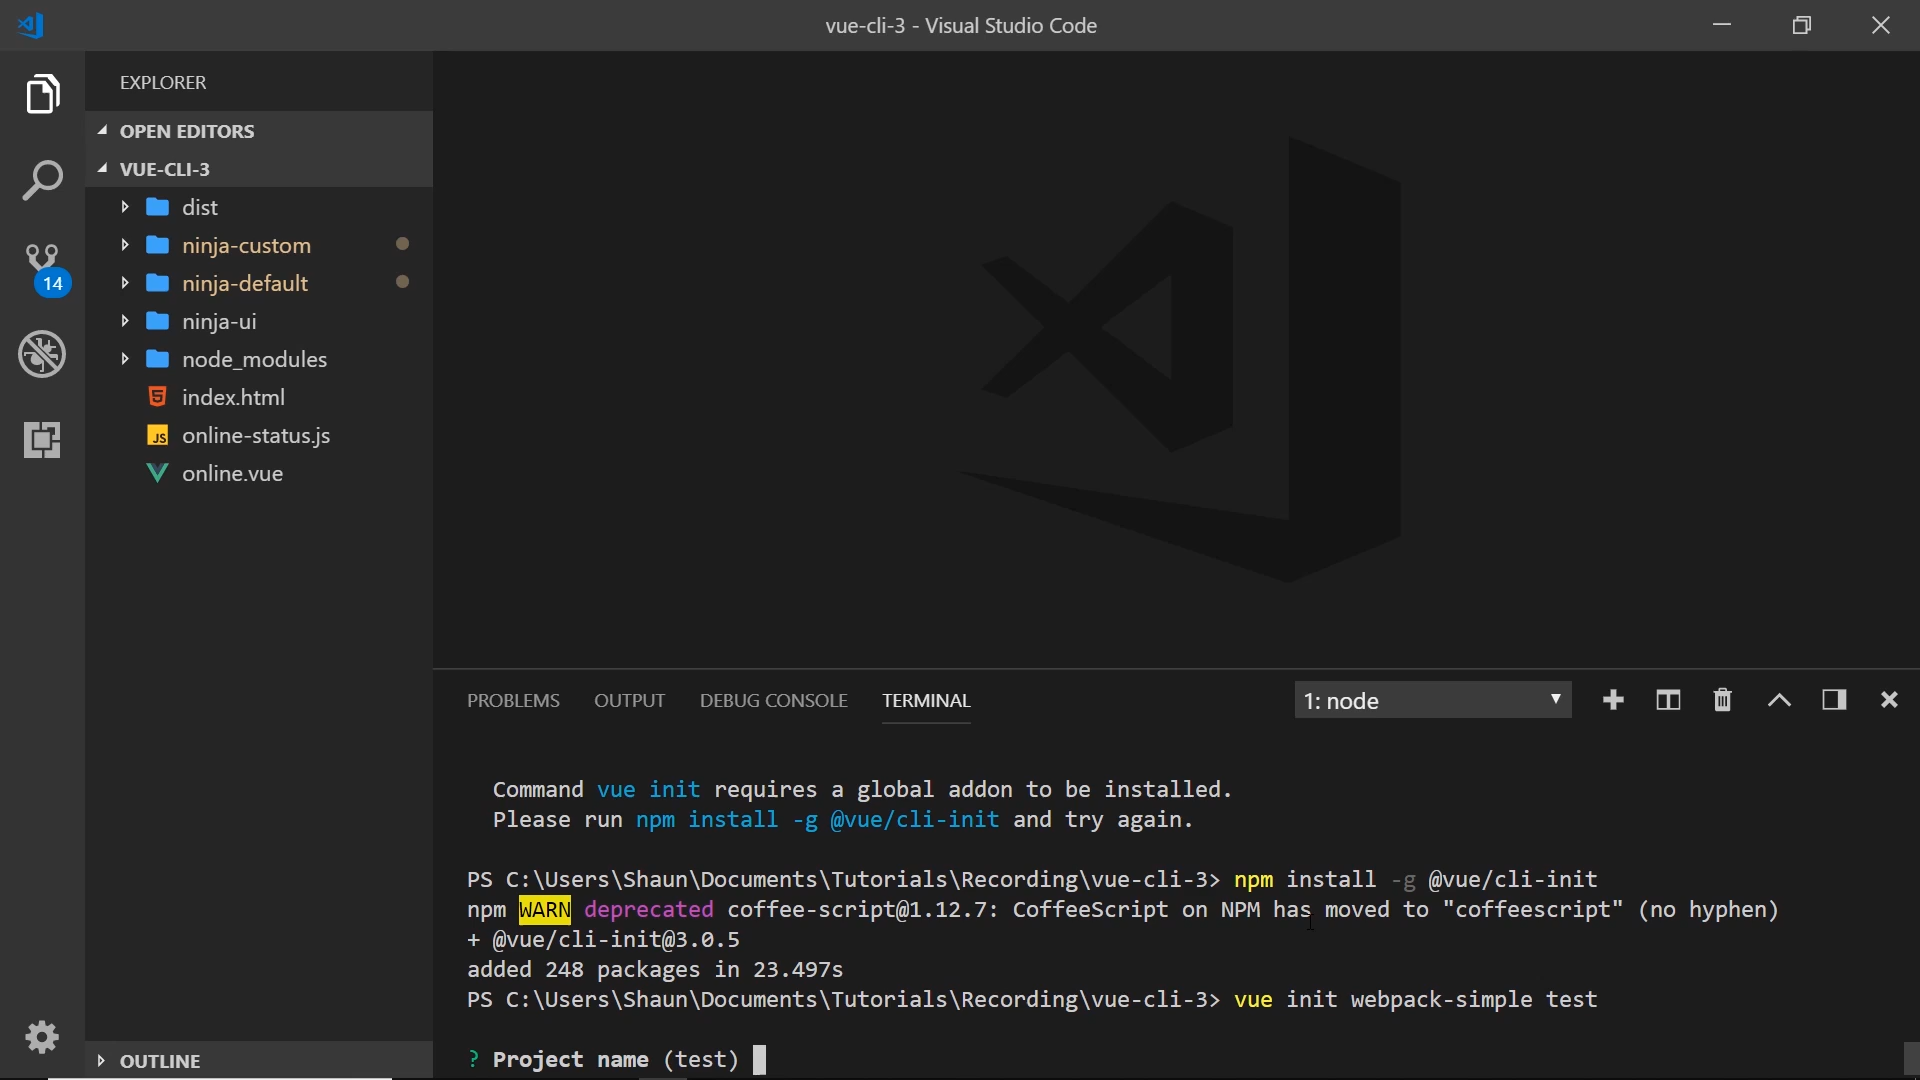 vue-cli-3 - Visual Studio Code
EXPLORER
OPEN EDITORS
VUE-CLI-3
dist
ninja-custom
ninja-default
14
ninja-ui
node_modules
5 index.html
JS online-status.js
online.vue
OUTLINE
PROBLEMS OUTPUT DEBUG CONSOLE TERMINAL 1: node
Command vue init requires a global addon to be installed.
Please run npm install -g @vue/cli-init and try again.
PS C:\Users\Shaun\Documents\Tutorials\Recording\vue-cli-3> npm install -g @vue/cli-init
npm WARN deprecated coffee-script@1.12.7: CoffeeScript on NPM has moved to "coffeescript" (no hyphen)
+ @vue/cli-init@3.0.5
added 248 packages in 23.497s
PS C:\Users\Shaun\Documents\Tutorials\Recording\vue-cli-3> vue init webpack-simple test
? Project name (test)